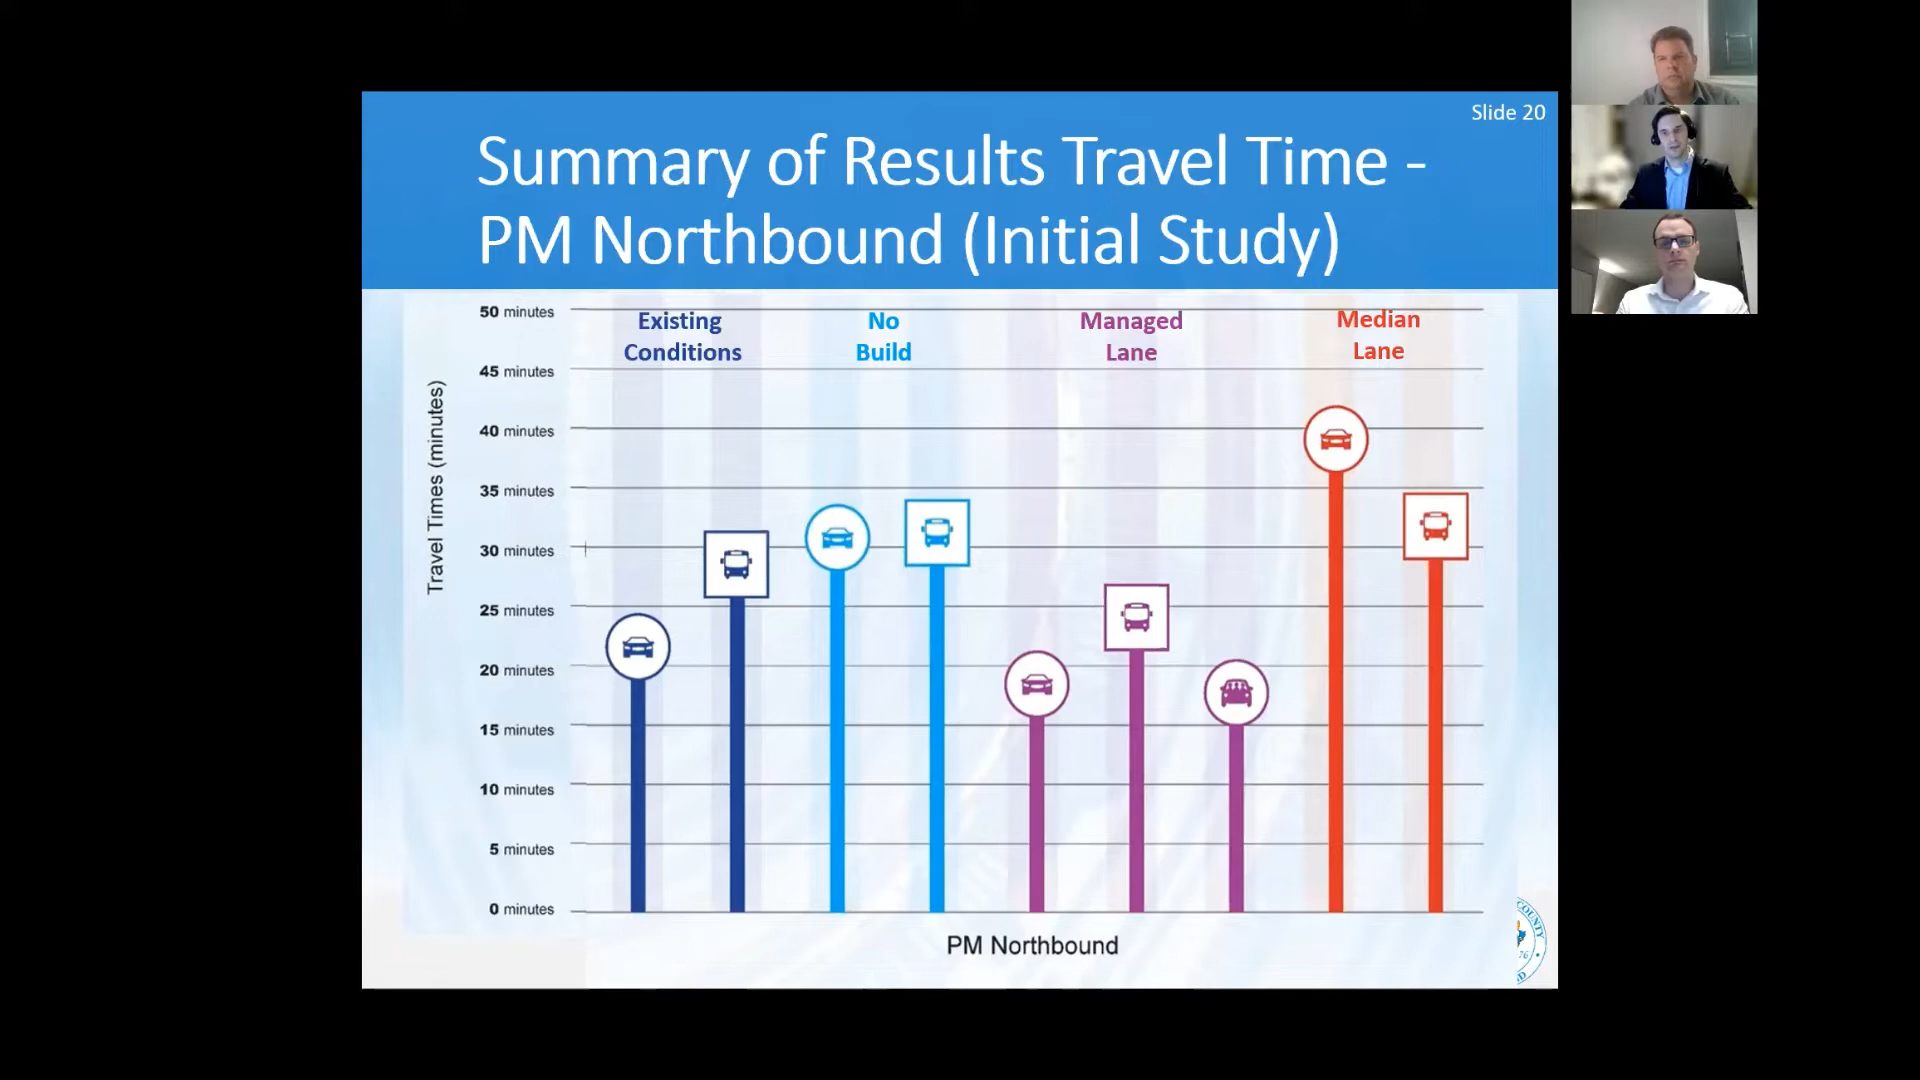 Slide 20
Summary of Results Travel Time -
PM Northbound (Initial Study)
Existing
Conditions
No
Build
Managed
Lane
Median
Lane
Travel Times (minutes)
50 minutes
45 minutes
40 minutes
35 minutes
30 minutes
25 minutes
20 minutes
15 minutes
10 minutes
5 minutes
0 minutes
PM Northbound
COUNTY
76